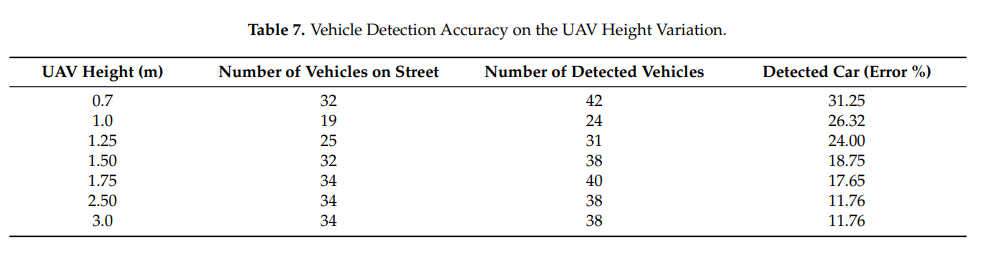 Table 7. Vehicle Detection Accuracy on the UAV Height Variation.
UAV Height (m) Number of Vehicles on Street Number of Detected Vehicles Detected Car (Error %)
0.7 32 42 31.25
1.0 19 24 26.32
1.25 25 31 24.00
1.50 32 38 18.75
1.75 34 40 17.65
2.50 34 38 11.76
3.0 34 38 11.76